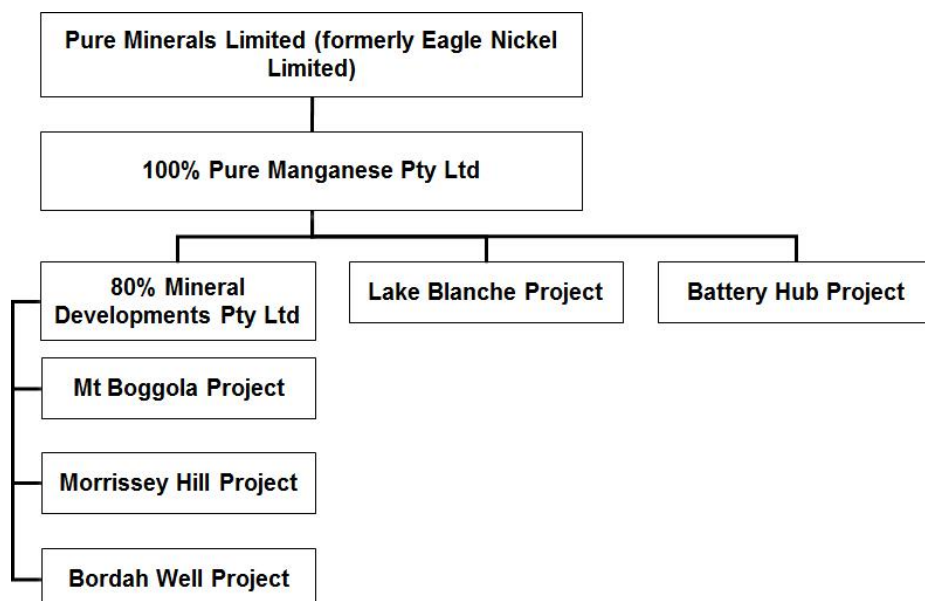 Pure Minerals Limited (formerly Eagle Nickel
Limited)
100% Pure Manganese Pty Ltd
80% Mineral
Developments Pty Ltd
Lake Blanche Project
Battery Hub Project
Mt Boggola Project
Morrissey Hill Project
Bordah Well Project